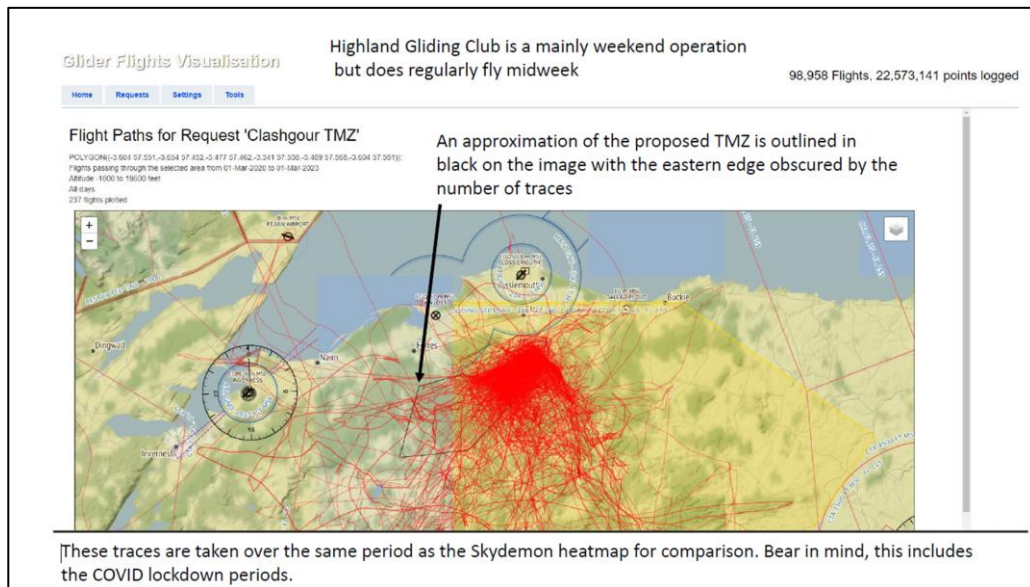 Highland Gliding Club is a mainly weekend operation
but does regularly fly midweek
Glider Flights Visualisation
98,958 Flights, 22,573,141 points logged
Home Requests Settings Tools
Flight Paths for Request 'Clashgour TMZ'
Flights passing through the selected area from 01-Mar-2020 to 01-Mar-2023
Altitude -1000 to 19600 feet
All days
237 flights plotted
An approximation of the proposed TMZ is outlined in
black on the image with the eastern edge obscured by the
number of traces
+
−
Buckie
Dingwall
Nairn
Inverness
These traces are taken over the same period as the Skydemon heatmap for comparison. Bear in mind, this includes
the COVID lockdown periods.